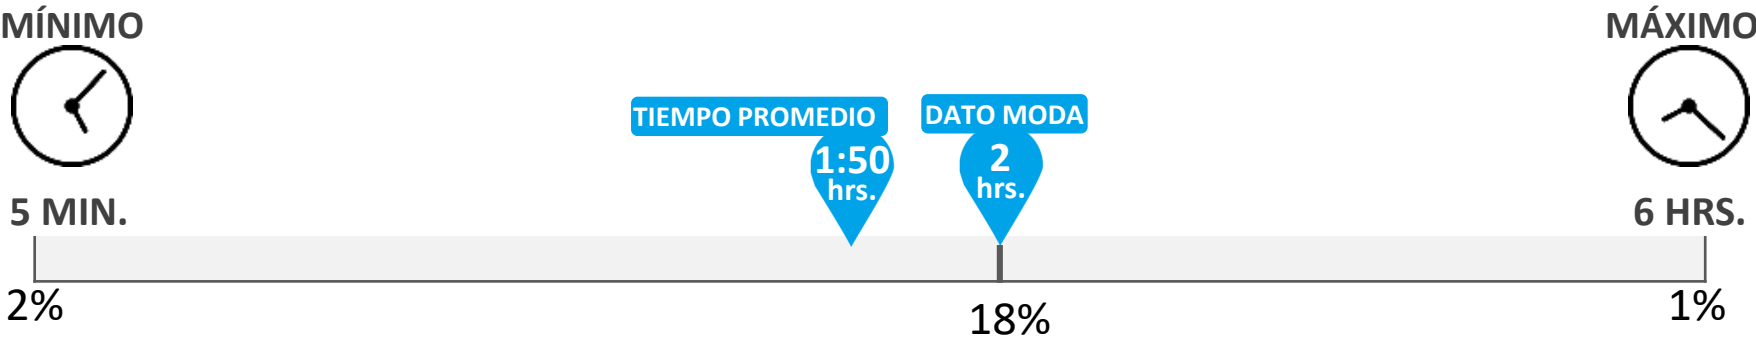 MÍNIMO
MÁXIMO
TIEMPO PROMEDIO
DATO MODA
1:50
hrs.
2
hrs.
5 MIN.
6 HRS.
2%
18%
1%